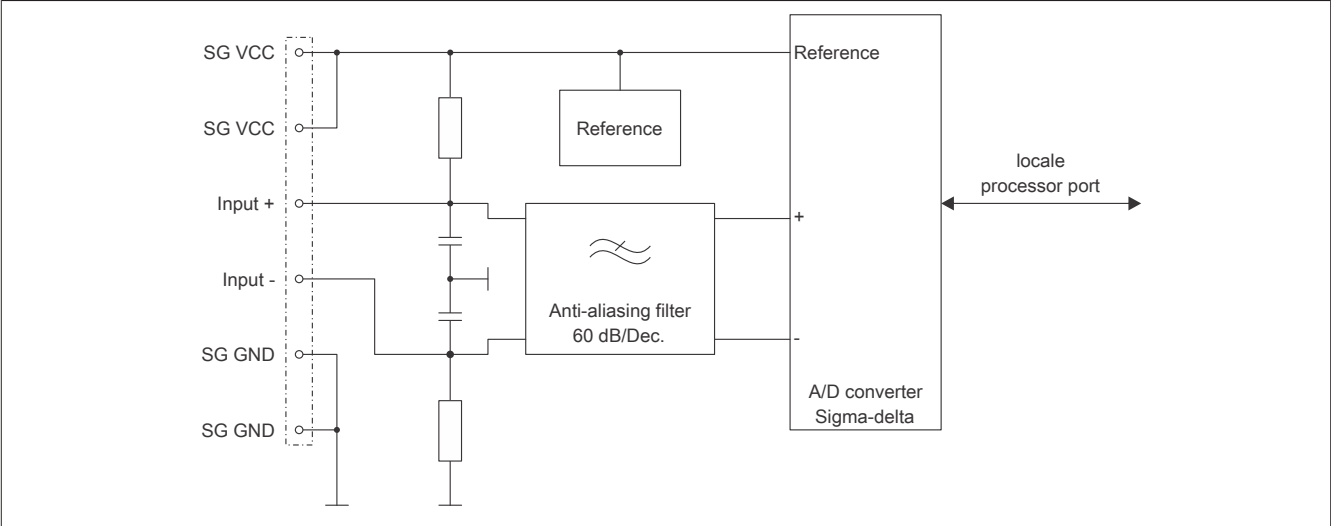 SG VCC
Reference
SG VCC
Reference
locale
processor port
Input +
+
Input -
Anti-aliasing filter
60 dB/Dec.
-
SG GND
A/D converter
Sigma-delta
SG GND